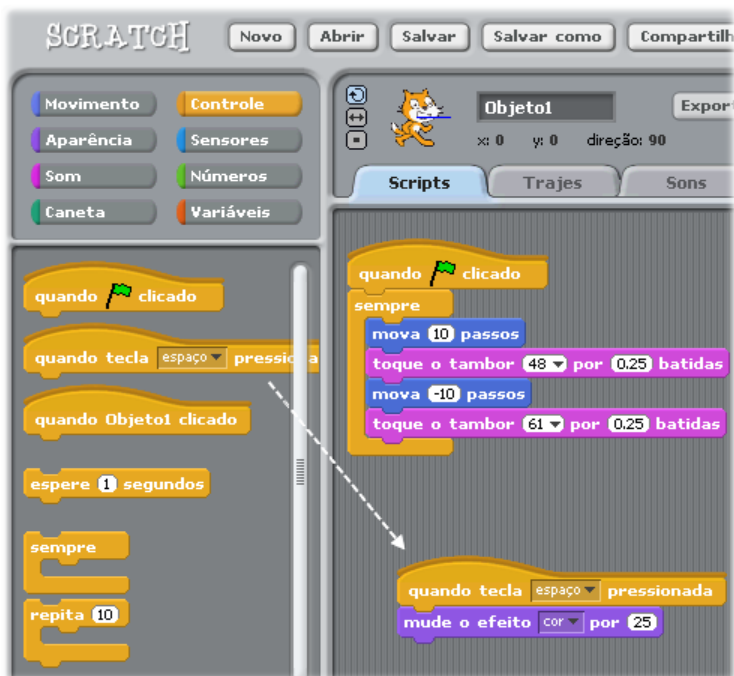 SCRATCH Novo Abrir Salvar Salvar como Compartilh
Movimento Controle
Aparência Sensores
Som Números
Caneta Variáveis
Objeto1 Export
x: 0 y: 0 direção: 90
Scripts Trajes Sons
quando clicado
quando tecla espaço pressiona
quando Objeto1 clicado
espere 1 segundos
sempre
repita 10
quando clicado
sempre
mova 10 passos
toque o tambor 48 por 0.25 batidas
mova -10 passos
toque o tambor 61 por 0.25 batidas
quando tecla espaço pressionada
mude o efeito cor por 25